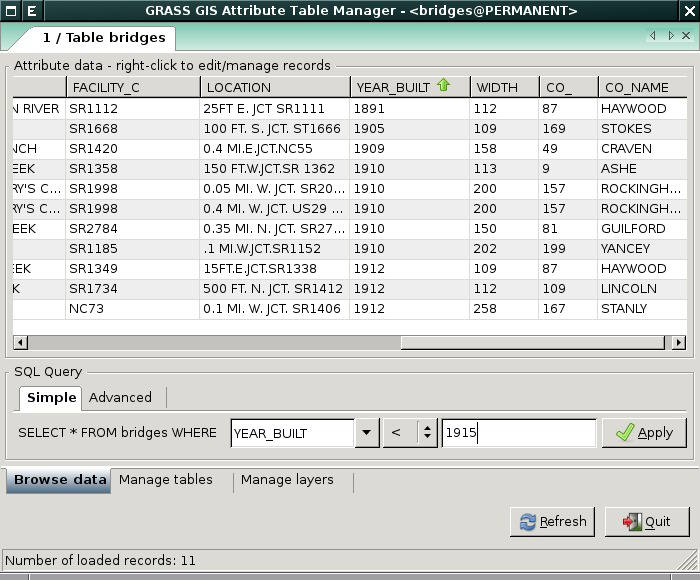 GRASS GIS Attribute Table Manager - <bridges@PERMANENT>
1 / Table bridges
Attribute data - right-click to edit/manage records
FACILITY_C LOCATION YEAR_BUILT WIDTH CO_ CO_NAME
N RIVER SR1112 25FT E. JCT SR1111 1891 112 87 HAYWOOD
SR1668 100 FT. S. JCT. ST1666 1905 109 169 STOKES
NCH SR1420 0.4 MI.E.JCT.NC55 1909 158 49 CRAVEN
EEK SR1358 150 FT.W.JCT.SR 1362 1910 113 9 ASHE
RY'S C... SR1998 0.05 MI. W. JCT. SR20... 1910 200 157 ROCKINGH...
RY'S C... SR1998 0.4 MI. W. JCT. US29 ... 1910 200 157 ROCKINGH...
EEK SR2784 0.35 MI. N. JCT. SR27... 1910 150 81 GUILFORD
SR1185 .1 MI.W.JCT.SR1152 1910 202 199 YANCEY
EEK SR1349 15FT.E.JCT.SR1338 1912 109 87 HAYWOOD
K SR1734 500 FT. N. JCT. SR1412 1912 112 109 LINCOLN
NC73 0.1 MI. W. JCT. SR1406 1912 258 167 STANLY
SQL Query
Simple Advanced
SELECT * FROM bridges WHERE YEAR_BUILT < 1915 Apply
Browse data Manage tables Manage layers
Refresh Quit
Number of loaded records: 11